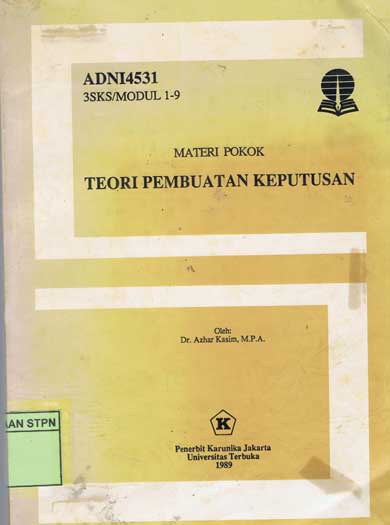 ADNI4531
3SKS/MODUL 1-9
MATERI POKOK
TEORI PEMBUATAN KEPUTUSAN
Oleh:
Dr. Azhar Kasim, M.P.A.
AAN STPN
K
Penerbit Karunika Jakarta
Universitas Terbuka
1989